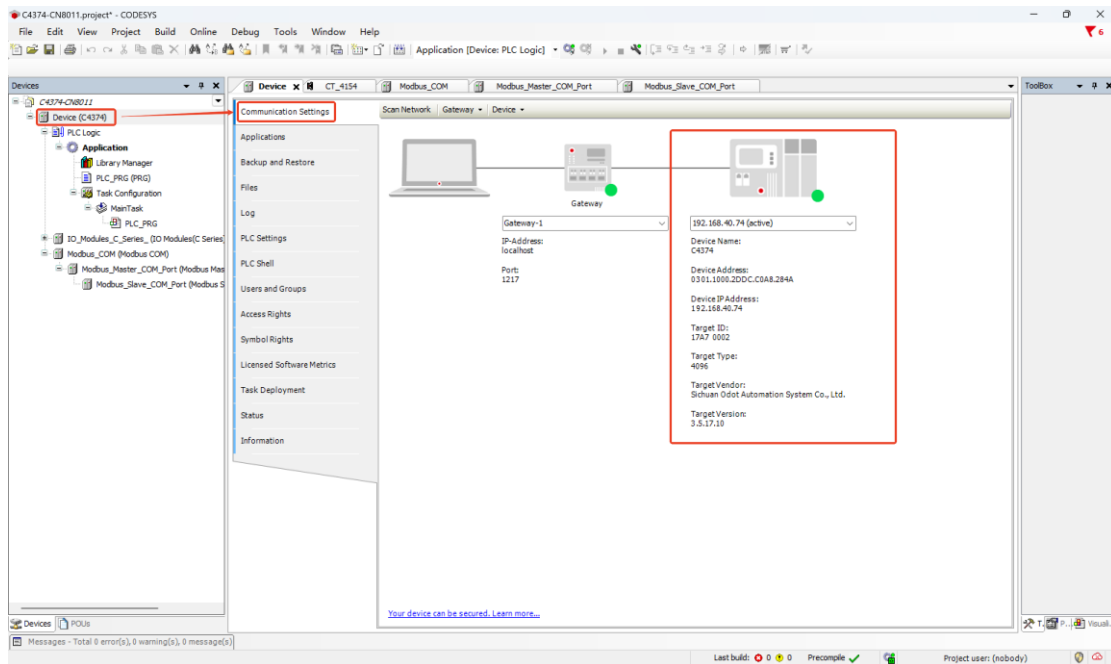 C4374-CN8011.project* - CODESYS
File Edit View Project Build Online Debug Tools Window Help
6
Application [Device: PLC Logic]
Devices
C4374-CN8011
Device (C4374)
PLC Logic
Application
Library Manager
PLC_PRG (PRG)
Task Configuration
MainTask
PLC_PRG
IO_Modules_C_Series_ (IO Modules(C Series
Modbus_COM (Modbus COM)
Modbus_Master_COM_Port (Modbus Mas
Modbus_Slave_COM_Port (Modbus S
Devices POUs
Device CT_4154 Modbus_COM Modbus_Master_COM_Port Modbus_Slave_COM_Port
Communication Settings
Applications
Backup and Restore
Files
Log
PLC Settings
PLC Shell
Users and Groups
Access Rights
Symbol Rights
Licensed Software Metrics
Task Deployment
Status
Information
Scan Network Gateway Device
Gateway
Gateway-1
IP-Address:
localhost
Port:
1217
192.168.40.74 (active)
Device Name:
C4374
Device Address:
0301.1000.2DDC.C0A8.284A
Device IP Address:
192.168.40.74
Target ID:
17A7 0002
Target Type:
4096
Target Vendor:
Sichuan Odot Automation System Co., Ltd.
Target Version:
3.5.17.10
Your device can be secured. Learn more...
ToolBox
T. P... Visuali.
Messages - Total 0 error(s), 0 warning(s), 0 message(s)
Last build: 0 0 Precompile Project user: (nobody)